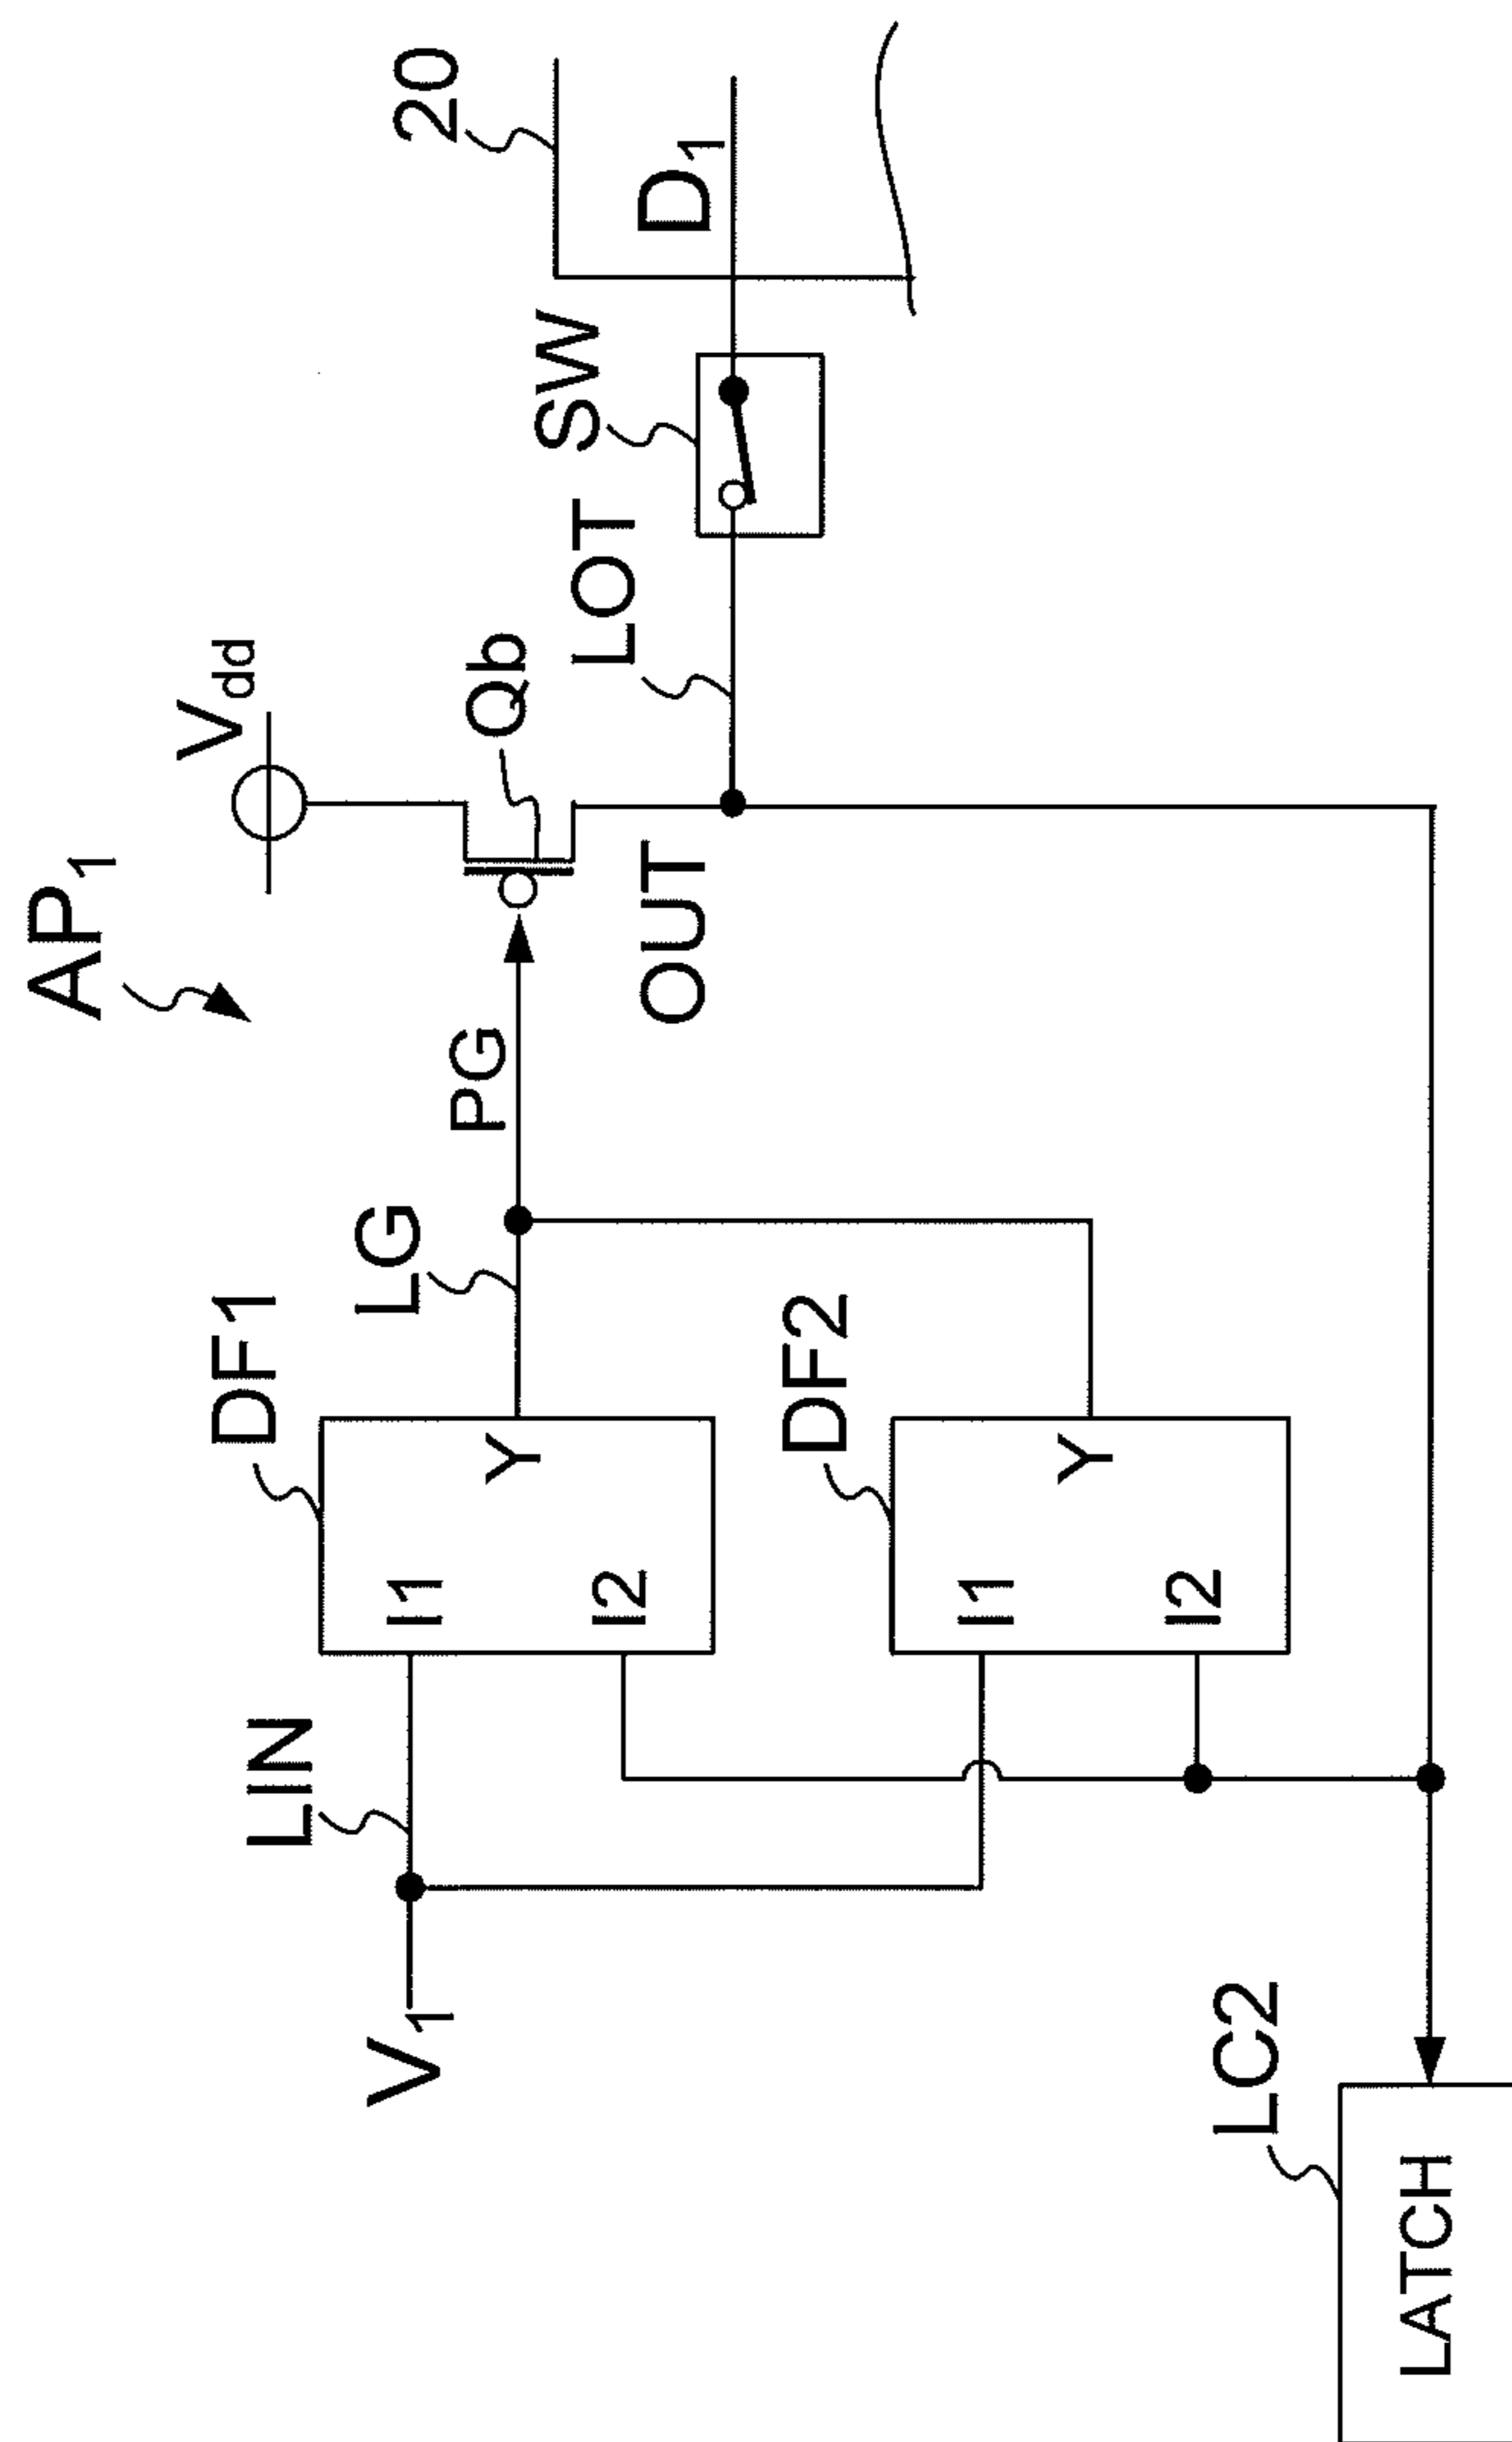 AP1
Vdd
20
DF1
LG
PG
Qb
SW
D1
LIN
LOT
V1
I1
Y
I2
OUT
DF2
I1
Y
I2
LC2
LATCH